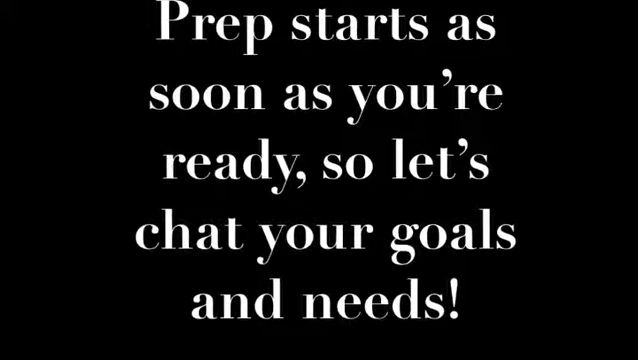 Prep starts as
soon as you’re
ready, so let’s
chat your goals
and needs!